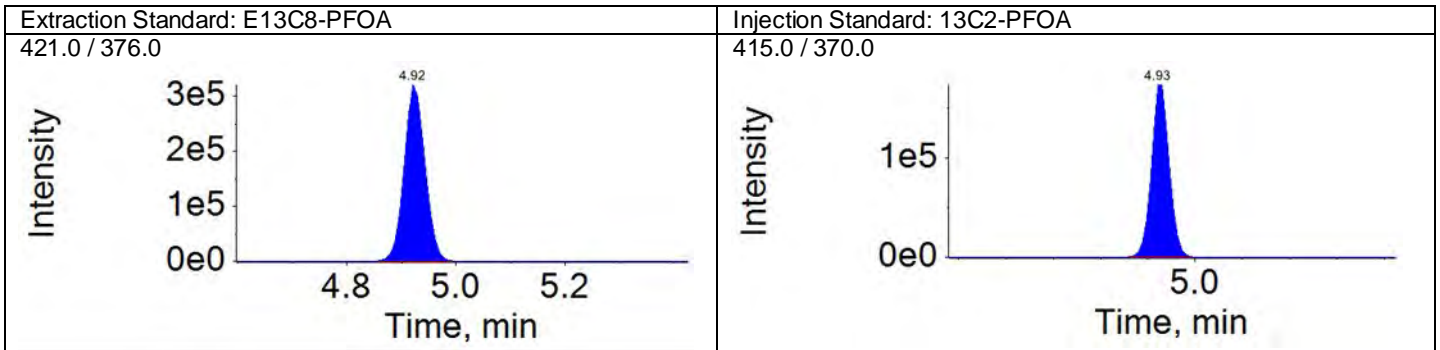 Extraction Standard: E13C8-PFOA
421.0 / 376.0
4.92
3e5
2e5
1e5
0e0
Intensity
4.8 5.0 5.2
Time, min
Injection Standard: 13C2-PFOA
415.0 / 370.0
4.93
1e5
0e0
Intensity
5.0
Time, min